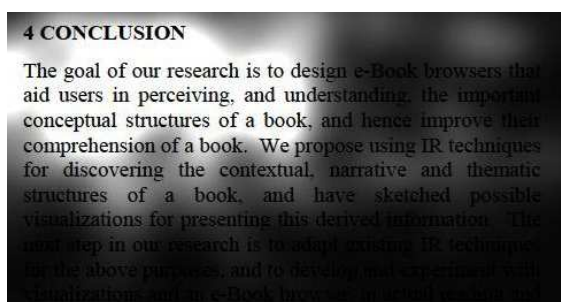 4 CONCLUSION
The goal of our research is to design e-Book browsers that
aid users in perceiving, and understanding, the important
conceptual structures of a book, and hence improve their
comprehension of a book. We propose using IR techniques
for discovering the contextual, narrative and thematic
structures of a book, and have sketched possible
visualizations for presenting this derived information. The
next step in our research is to adapt existing IR techniques
for the above purposes, and to develop and experiment with
visualizations and an e-Book browser